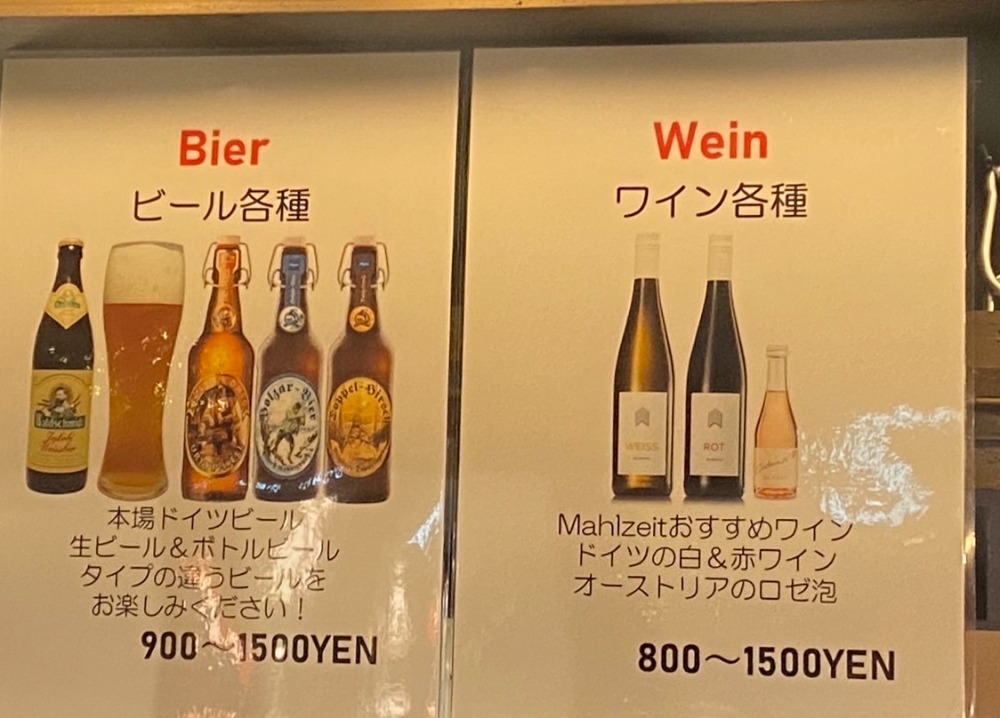 Bier
ビール各種
本場ドイツビール
生ビール＆ボトルビール
タイプの違うビールを
お楽しみください！
900～1500YEN
Wein
ワイン各種
WEISS
ROT
Mahlzeitおすすめワイン
ドイツの白＆赤ワイン
オーストリアのロゼ泡
800～1500YEN